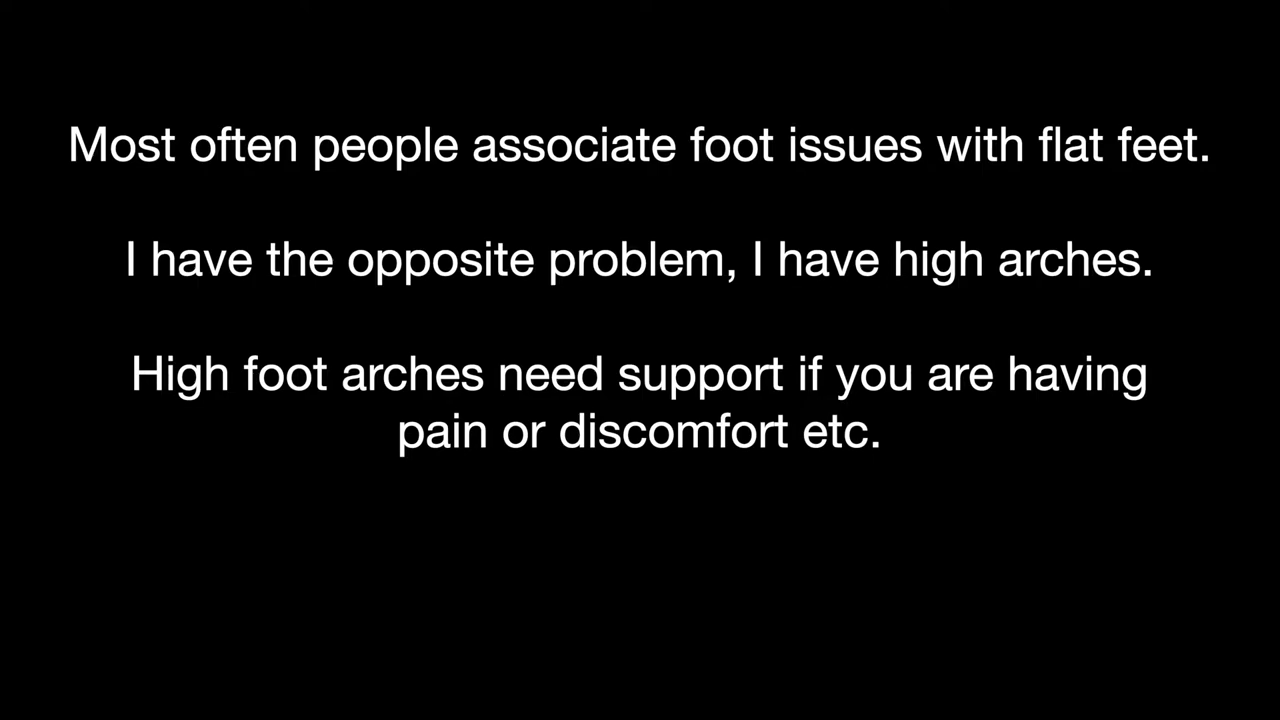 Most often people associate foot issues with flat feet.
I have the opposite problem, I have high arches.
High foot arches need support if you are having
pain or discomfort etc.